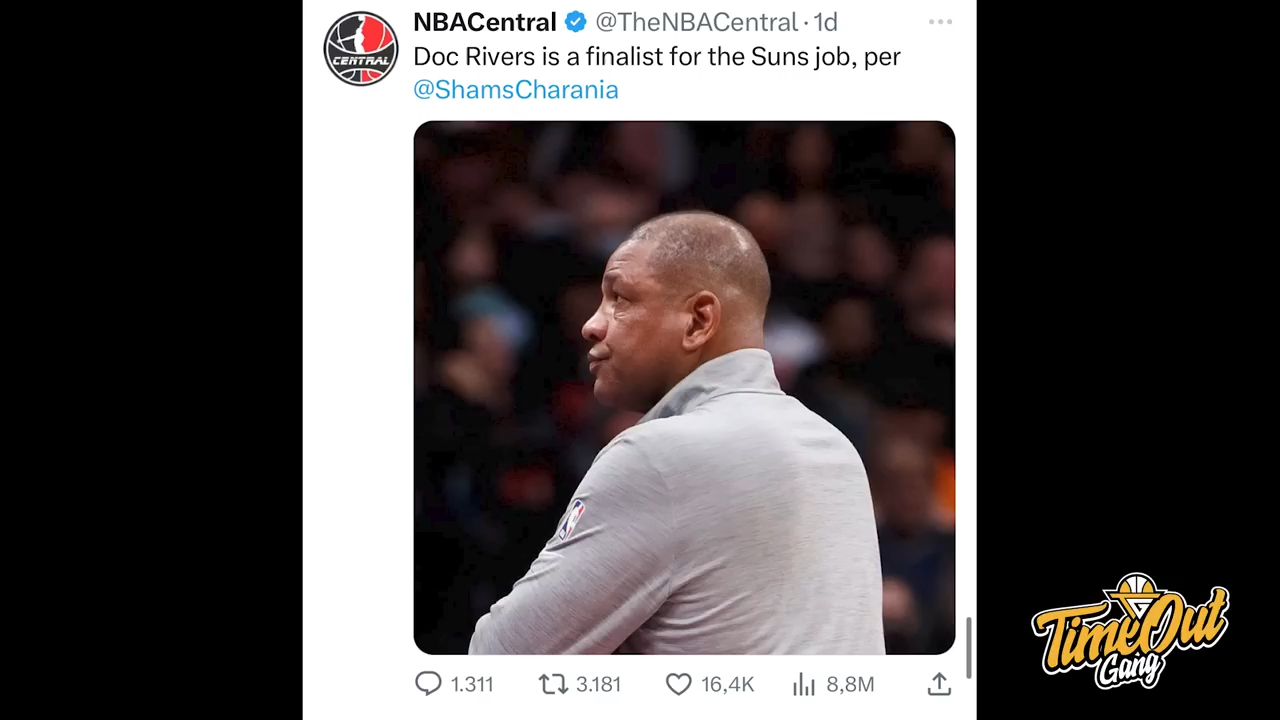 NBACentral @TheNBACentral · 1d
Doc Rivers is a finalist for the Suns job, per
@ShamsCharania
CENTRAL
1.311 3.181 16,4K 8,8M
TimeOut
Gang